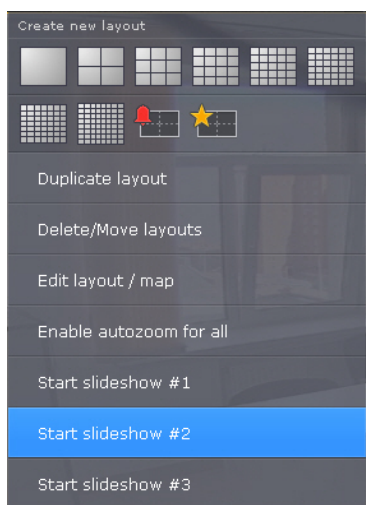 Create new layout
Duplicate layout
Delete/Move layouts
Edit layout / map
Enable autozoom for all
Start slideshow #1
Start slideshow #2
Start slideshow #3